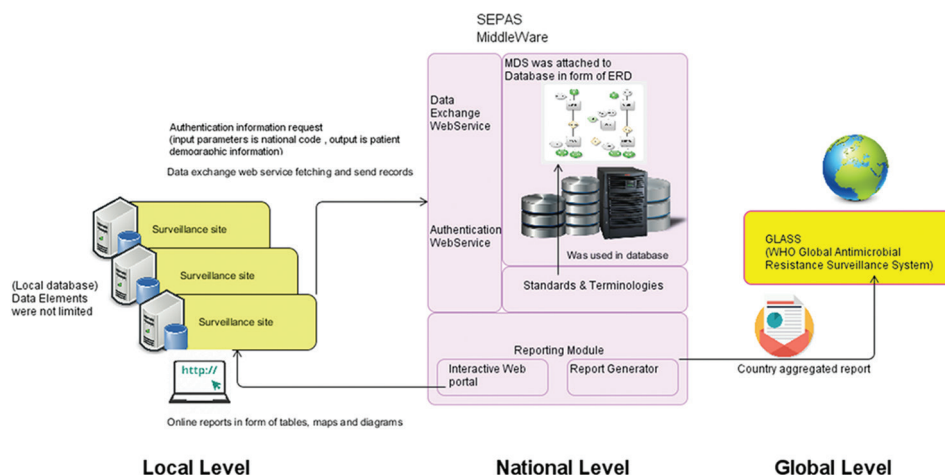 SEPAS
MiddleWare
MDS was attached to
Database in form of ERD
Data
Exchange
WebService
Authentication information request
(input parameters is national code , output is patient
demographic information)
Data exchange web service fetching and send records
Surveillance site
Surveillance site
Surveillance site
(Local database)
Data Elements
were not limited
Authentication
WebService
Was used in database
Standards & Terminologies
GLASS
(WHO Global Antimicrobial
Resistance Surveillance System)
Reporting Module
Interactive Web
portal
Report Generator
Country aggregated report
http://
Online reports in form of tables, maps and diagrams
Local Level
National Level
Global Level